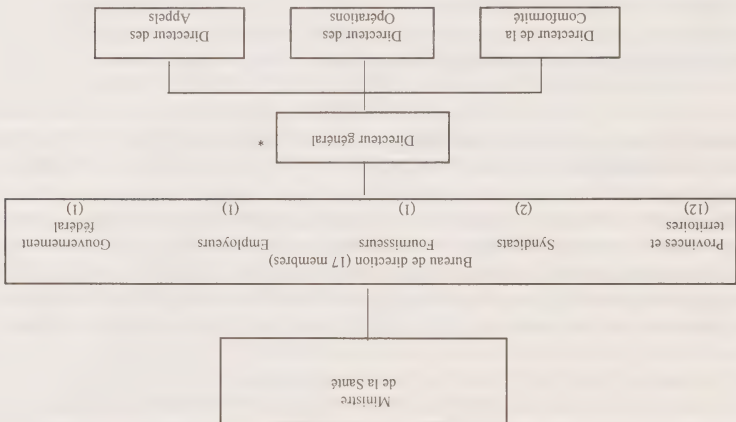 Ministre
de la Santé
Bureau de direction (17 membres)
Provinces et
territoires
(12)
Syndicats
(2)
Fournisseurs
(1)
Employeurs
(1)
Gouvernement
fédéral
(1)
Directeur général
*
Directeur de la
Comformité
Directeur des
Opérations
Directeur des
Appels